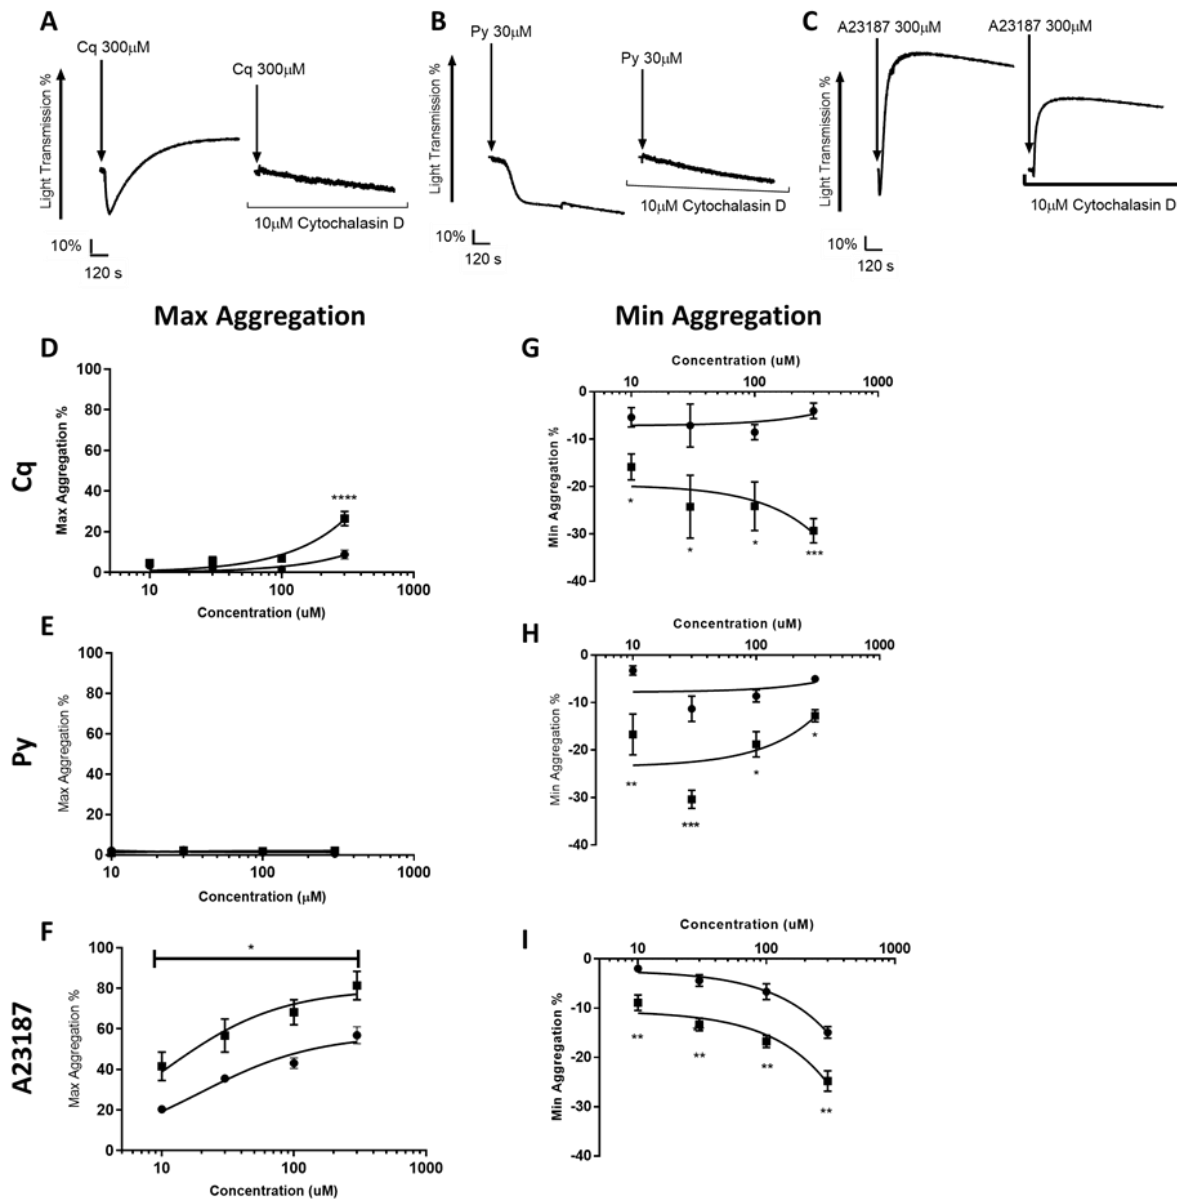 A
Cq 300µM
Cq 300µM
Light Transmission %
10µM Cytochalasin D
10%
120 s
B
Py 30µM
Py 30µM
Light Transmission %
10µM Cytochalasin D
10%
120 s
C
A23187 300µM
A23187 300µM
Light Transmission %
10µM Cytochalasin D
10%
120 s
Max Aggregation
Min Aggregation
Cq
D
Max Aggregation %
100
80
60
40
20
0
****
10
100
1000
Concentration (uM)
G
Concentration (uM)
10
100
1000
Min Aggregation %
0
-10
-20
-30
-40
*
*
*
***
Py
E
Max Aggregation %
100
80
60
40
20
0
10
100
1000
Concentration (µM)
H
Concentration (uM)
10
100
1000
Min Aggregation %
0
-10
-20
-30
-40
**
***
*
*
A23187
F
Max Aggregation %
100
80
60
40
20
0
*
10
100
1000
Concentration (uM)
I
Concentration (uM)
10
100
1000
Min Aggregation %
0
-10
-20
-30
-40
**
**
**
**